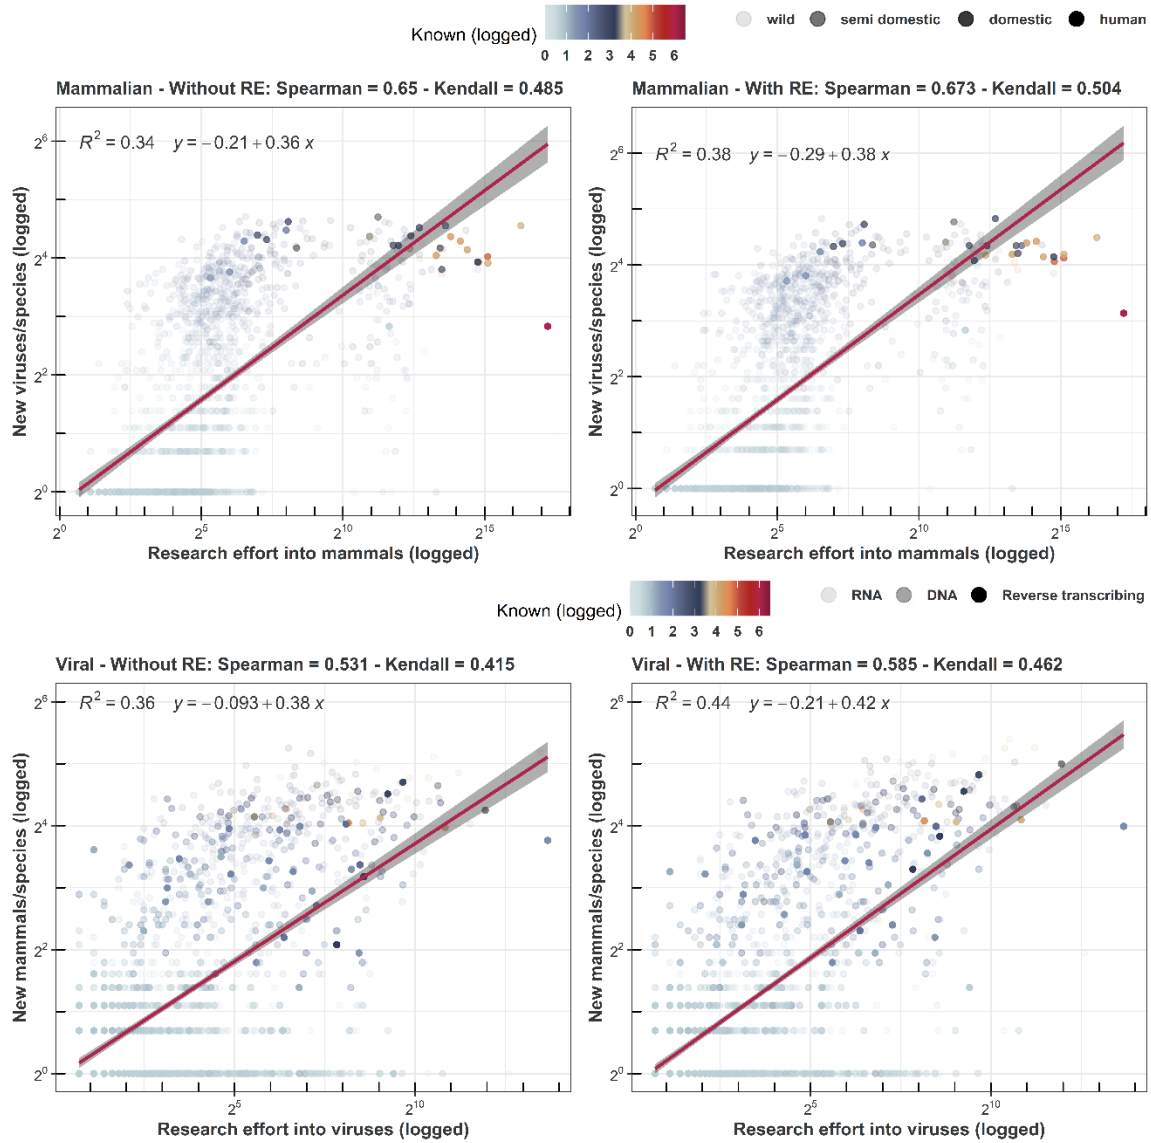 Known (logged)
0 1 2 3 4 5 6
wild semi domestic domestic human
Mammalian - Without RE: Spearman = 0.65 - Kendall = 0.485
R² = 0.34 y = −0.21 + 0.36 x
New viruses/species (logged)
2⁶
2⁴
2²
2⁰
2⁰ 2⁵ 2¹⁰ 2¹⁵
Research effort into mammals (logged)
Mammalian - With RE: Spearman = 0.673 - Kendall = 0.504
R² = 0.38 y = −0.29 + 0.38 x
New viruses/species (logged)
2⁶
2⁴
2²
2⁰
2⁰ 2⁵ 2¹⁰ 2¹⁵
Research effort into mammals (logged)
Known (logged)
0 1 2 3 4 5 6
RNA DNA Reverse transcribing
Viral - Without RE: Spearman = 0.531 - Kendall = 0.415
R² = 0.36 y = −0.093 + 0.38 x
New mammals/species (logged)
2⁶
2⁴
2²
2⁰
2⁵ 2¹⁰
Research effort into viruses (logged)
Viral - With RE: Spearman = 0.585 - Kendall = 0.462
R² = 0.44 y = −0.21 + 0.42 x
New mammals/species (logged)
2⁶
2⁴
2²
2⁰
2⁵ 2¹⁰
Research effort into viruses (logged)